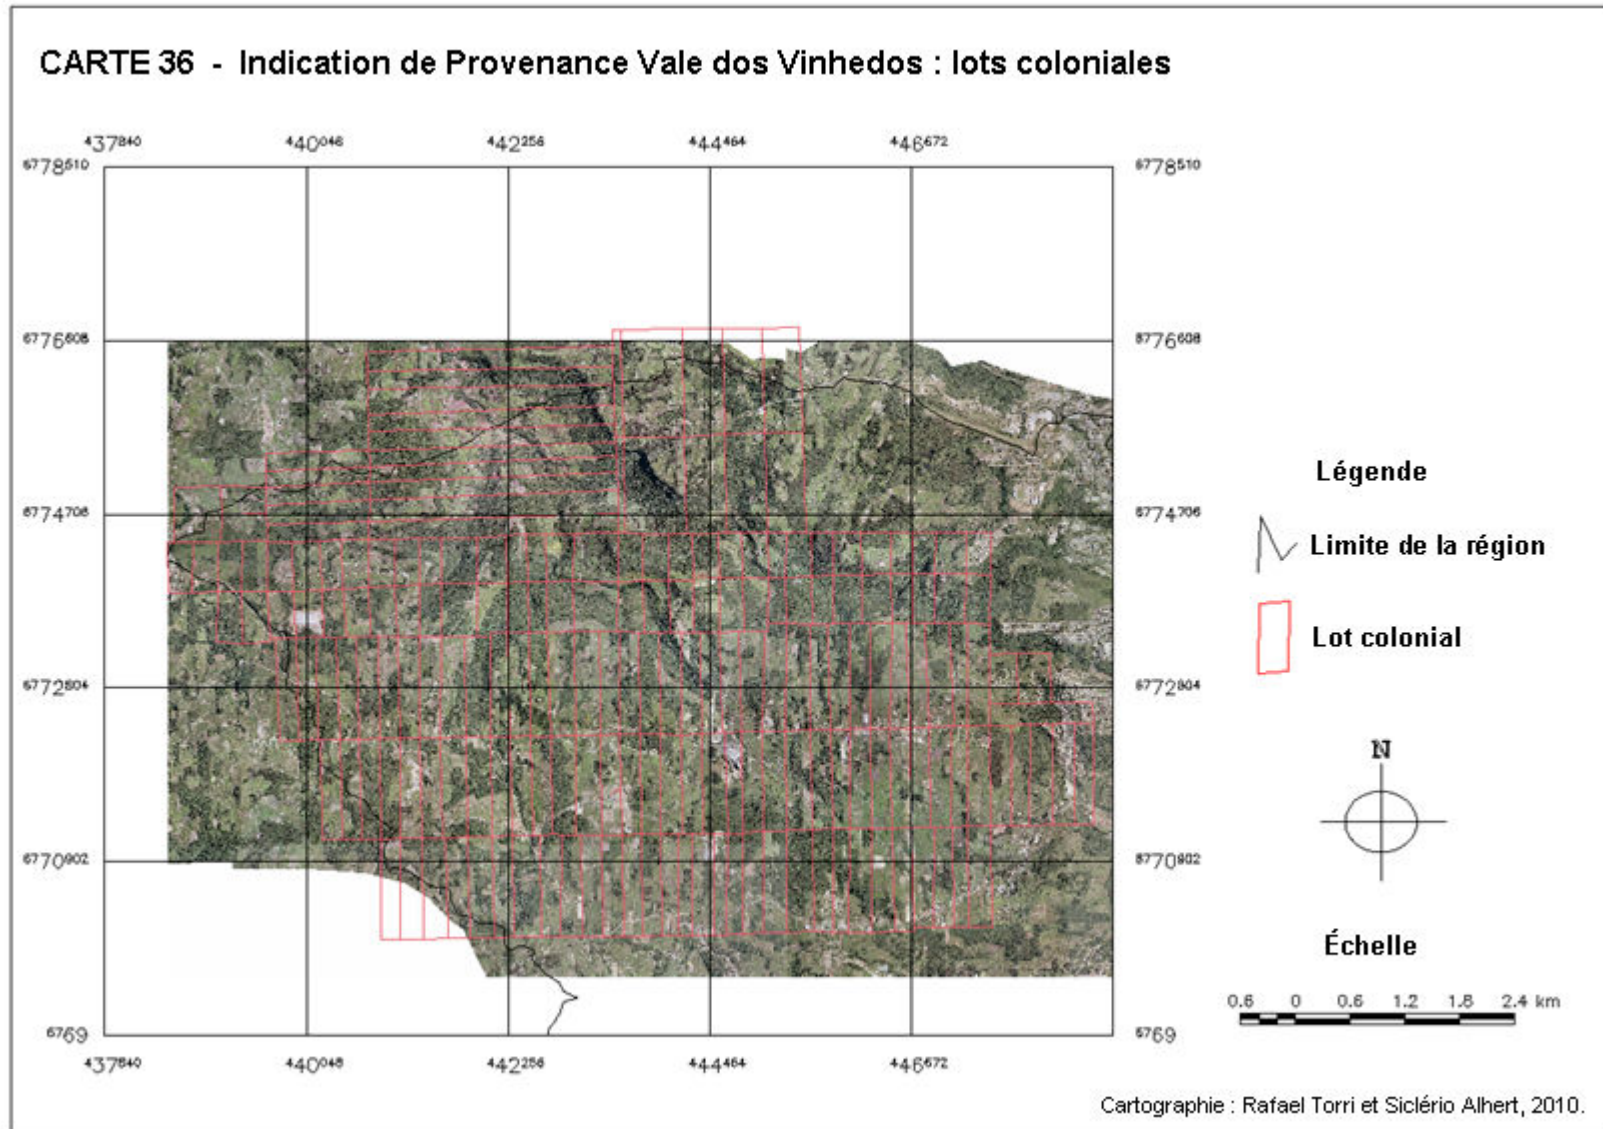 CARTE 36 - Indication de Provenance Vale dos Vinhedos : lots coloniales
437840 440046 442256 444464 446672
6778510 6778510
6776608 6776608
6774706 6774706
6772804 6772804
6770902 6770902
6769 6769
437840 440046 442256 444464 446672
Légende
Limite de la région
Lot colonial
N
Échelle
0.6 0 0.6 1.2 1.8 2.4 km
Cartographie : Rafael Torri et Siclério Alhert, 2010.